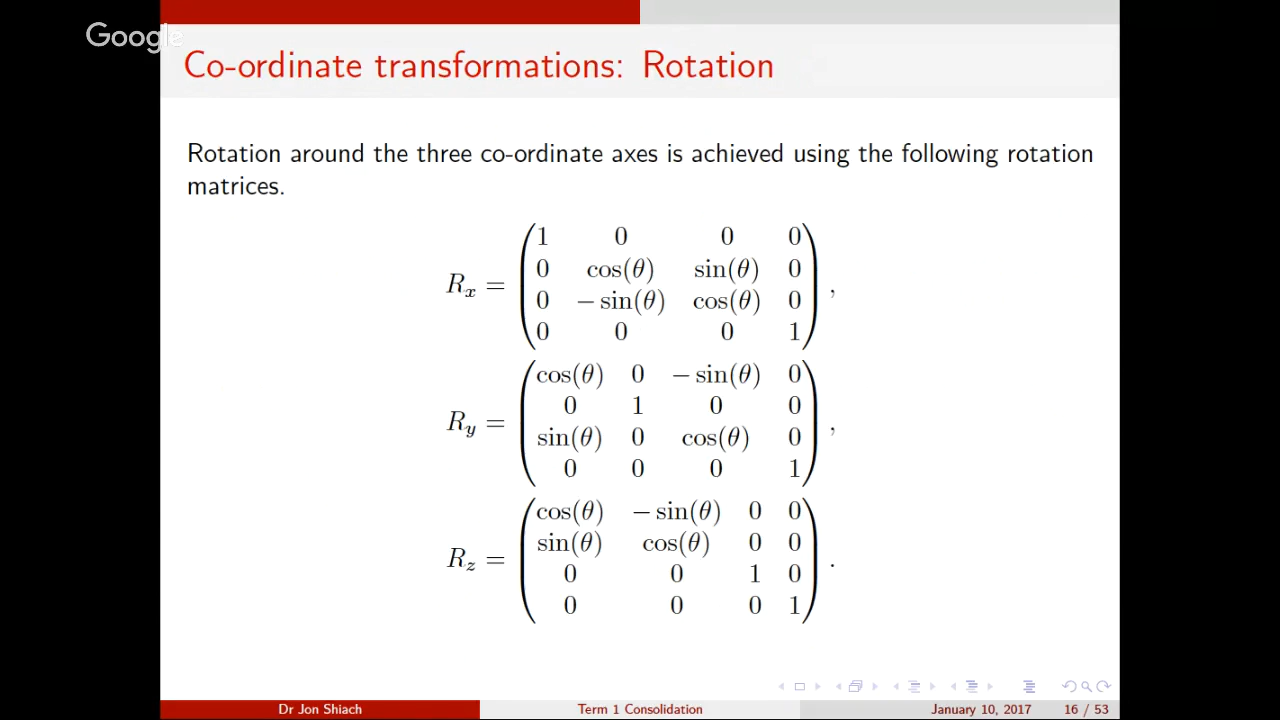 Google
Co-ordinate transformations: Rotation
Rotation around the three co-ordinate axes is achieved using the following rotation
matrices.
1 0 0 0
0 cos(θ) sin(θ) 0
Rx = ,
0 − sin(θ) cos(θ) 0
0 0 0 1
cos(θ) 0 − sin(θ) 0
0 1 0 0
Ry = ,
sin(θ) 0 cos(θ) 0
0 0 0 1
cos(θ) − sin(θ) 0 0
sin(θ) cos(θ) 0 0
Rz = .
0 0 1 0
0 0 0 1
Dr Jon Shiach Term 1 Consolidation January 10, 2017 16 / 53